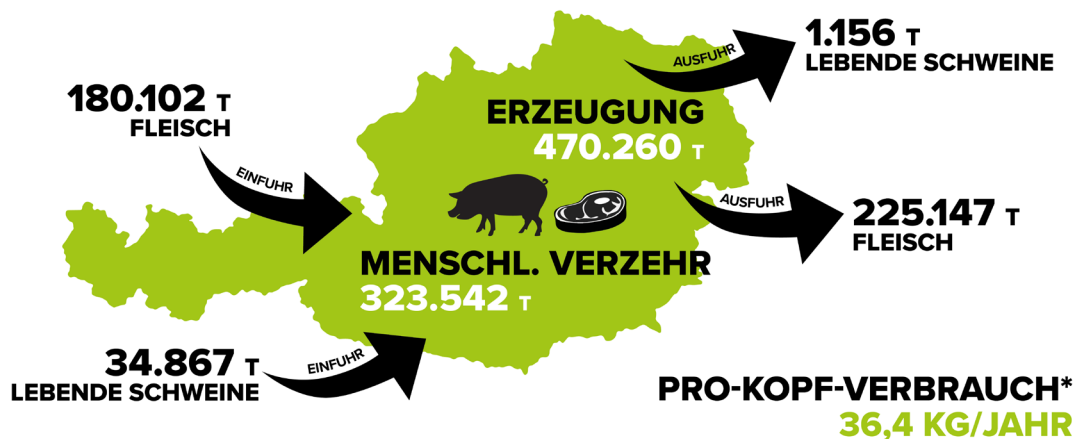 1.156 T
LEBENDE SCHWEINE
AUSFUHR
180.102 T
FLEISCH
EINFUHR
ERZEUGUNG
470.260 T
AUSFUHR
225.147 T
FLEISCH
MENSCHL. VERZEHR
323.542 T
34.867 T
LEBENDE SCHWEINE
EINFUHR
PRO-KOPF-VERBRAUCH*
36,4 KG/JAHR